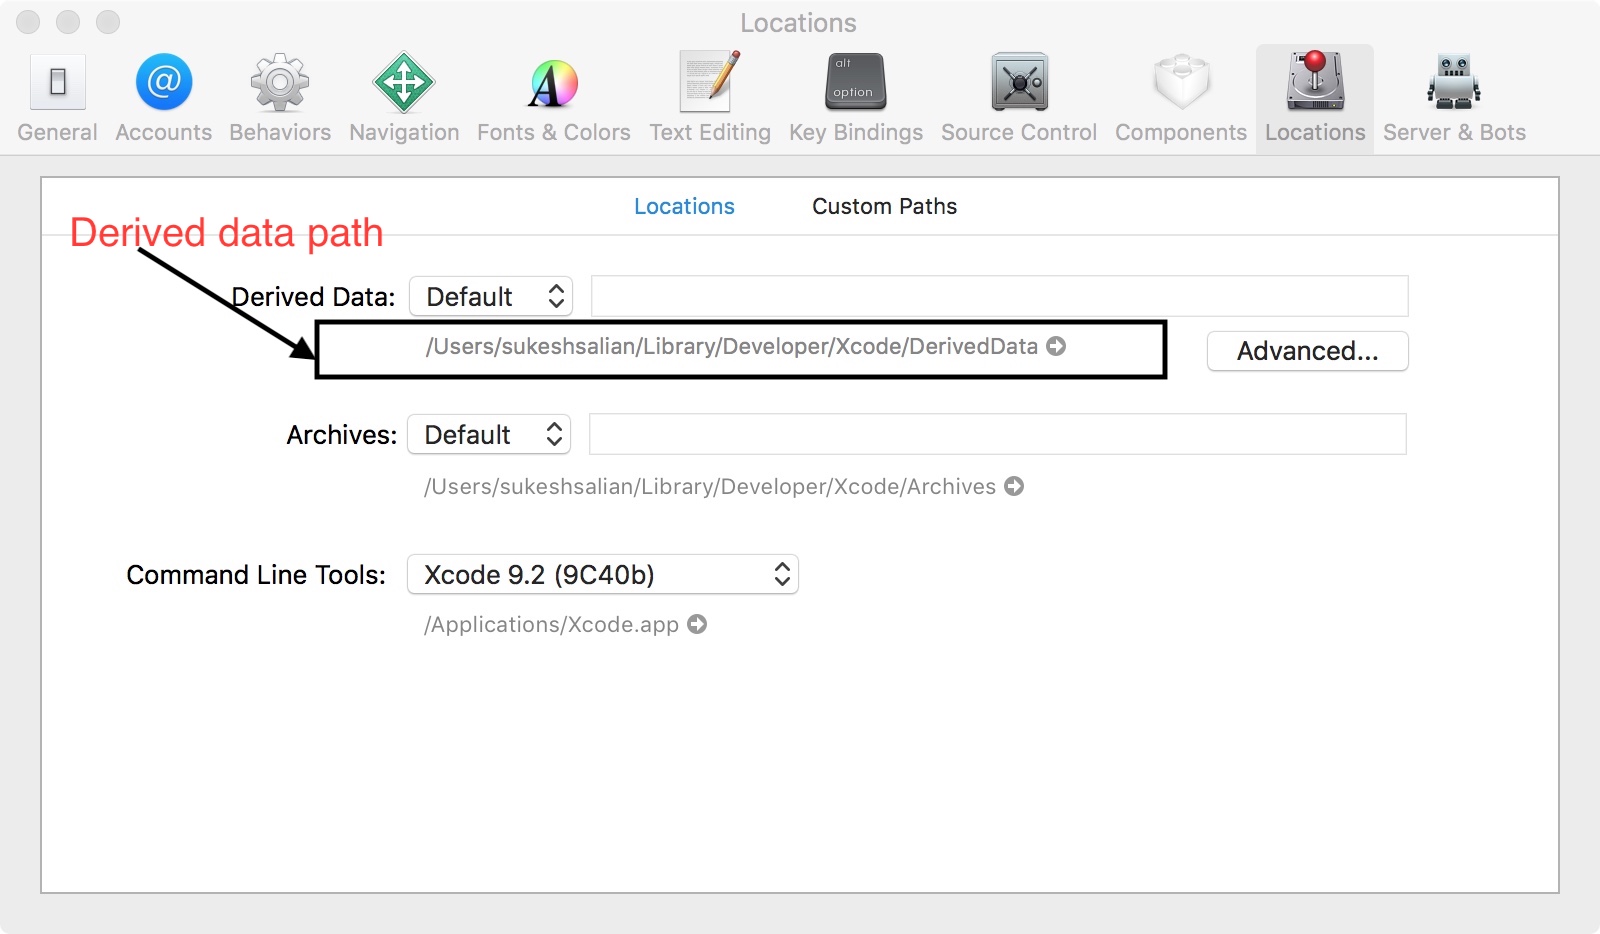 Locations
alt
option
@
A
General Accounts Behaviors Navigation Fonts & Colors Text Editing Key Bindings Source Control Components Locations Server & Bots
Locations Custom Paths
Derived data path
Derived Data: Default
/Users/sukeshsalian/Library/Developer/Xcode/DerivedData
Advanced...
Archives: Default
/Users/sukeshsalian/Library/Developer/Xcode/Archives
Command Line Tools: Xcode 9.2 (9C40b)
/Applications/Xcode.app